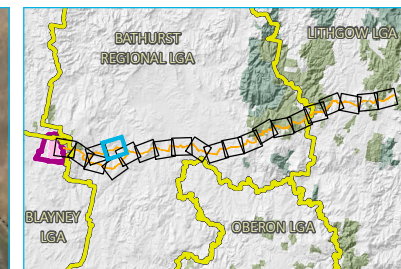 BATHURST
REGIONAL LGA
LITHGOW LGA
BLAYNEY
LGA
OBERON LGA